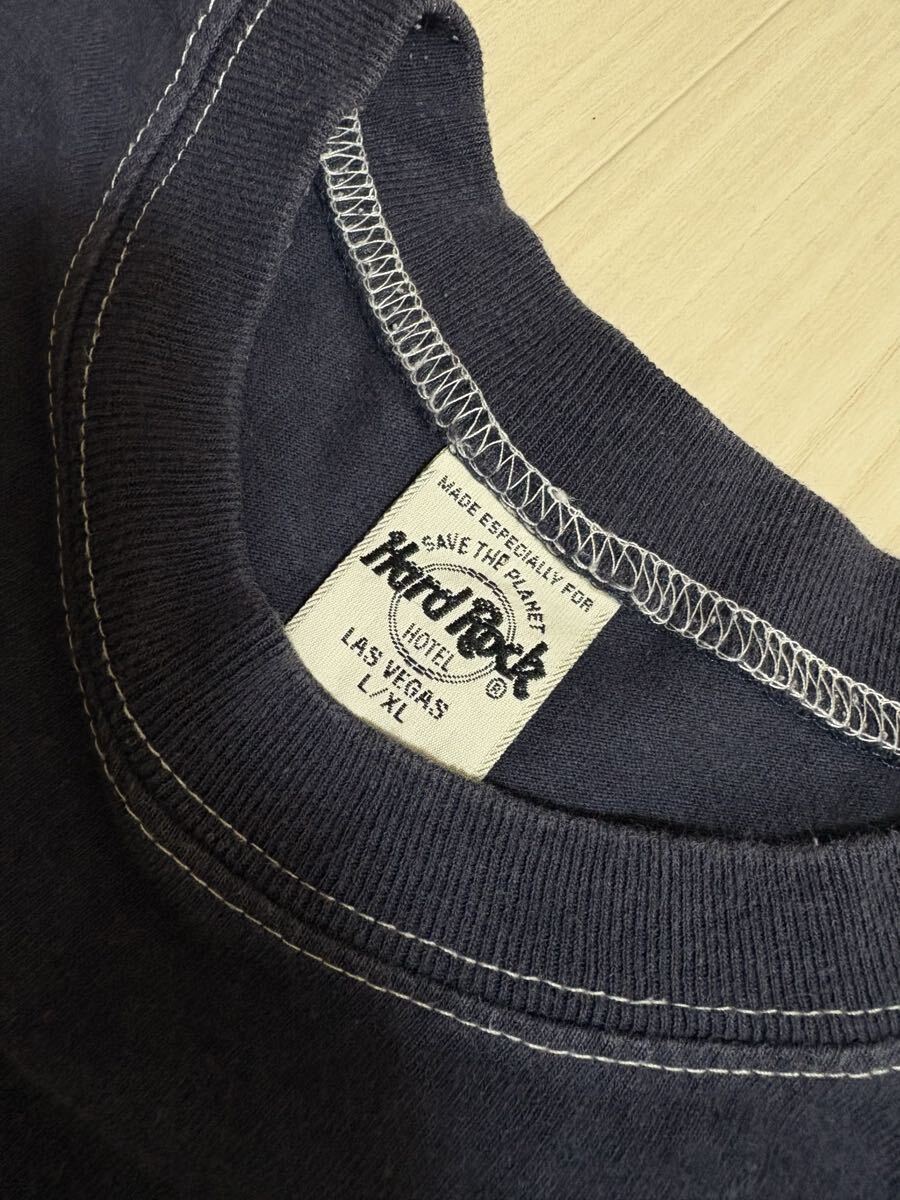 MADE ESPECIALLY FOR
SAVE THE PLANET
Hard Rock
HOTEL ®
LAS VEGAS
L/XL